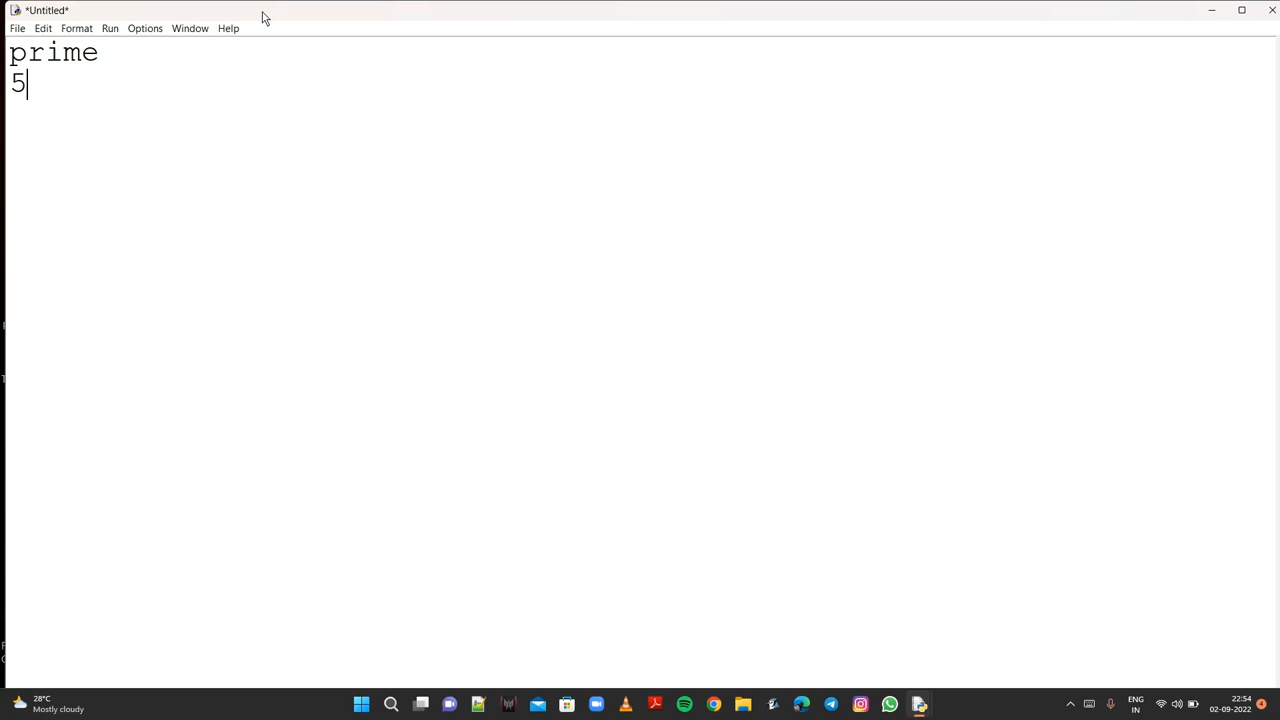 *Untitled*
File Edit Format Run Options Window Help
prime
5
28°C
Mostly cloudy
ENG
IN
22:54
02-09-2022
4